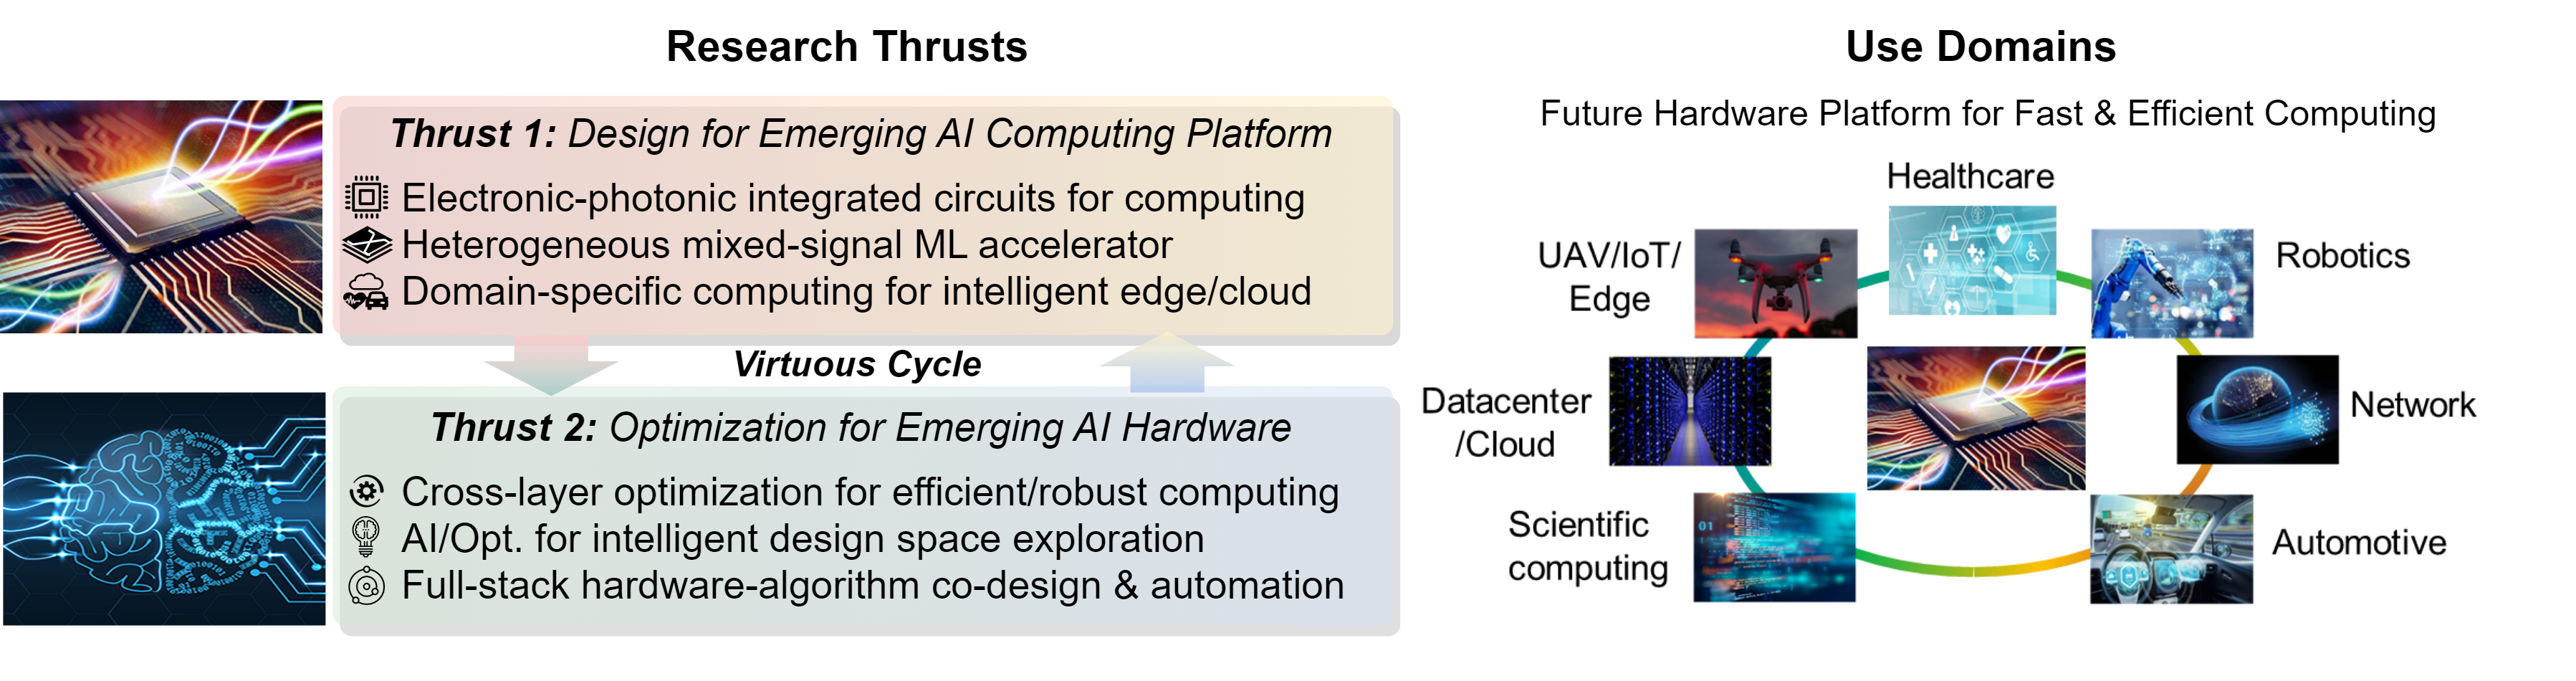 Research Thrusts
Thrust 1: Design for Emerging AI Computing Platform
Electronic-photonic integrated circuits for computing
Heterogeneous mixed-signal ML accelerator
Domain-specific computing for intelligent edge/cloud
Virtuous Cycle
Thrust 2: Optimization for Emerging AI Hardware
Cross-layer optimization for efficient/robust computing
AI/Opt. for intelligent design space exploration
Full-stack hardware-algorithm co-design & automation
Use Domains
Future Hardware Platform for Fast & Efficient Computing
Healthcare
UAV/IoT/
Edge
Robotics
Datacenter
/Cloud
Network
Scientific
computing
01
Automotive